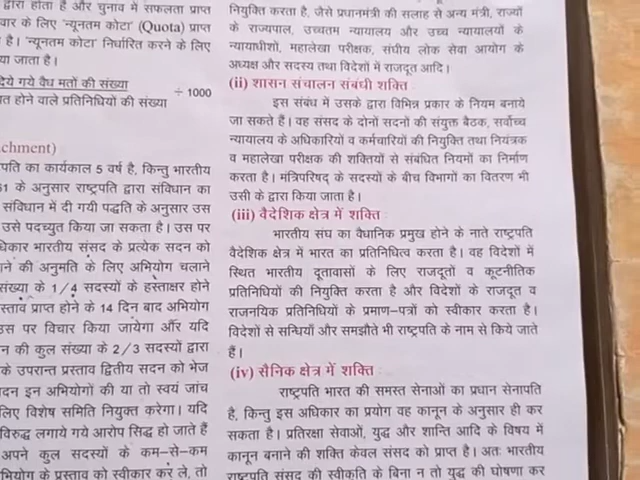 द्वारा होता है और चुनाव में सफलता प्राप्त
वार के लिए 'न्यूनतम कोटा' (Quota) प्राप्त
है। 'न्यूनतम कोटा' निर्धारित करने के लिए
या जाता है।
दिये गये वैध मतों की संख्या
÷ 1000
त होने वाले प्रतिनिधियों की संख्या
chment)
पति का कार्यकाल 5 वर्ष है, किन्तु भारतीय
61 के अनुसार राष्ट्रपति द्वारा संविधान का
संविधान में दी गयी पद्धति के अनुसार उस
उसे पदच्युत किया जा सकता है। उस पर
धिकार भारतीय संसद के प्रत्येक सदन को
ाने की अनुमति के लिए अभियोग चलाने
संख्या के 1/4 सदस्यों के हस्ताक्षर होने
स्ताव प्राप्त होने के 14 दिन बाद अभियोग
उस पर विचार किया जायेगा और यदि
न की कुल संख्या के 2/3 सदस्यों द्वारा
के उपरान्त प्रस्ताव द्वितीय सदन को भेज
दन इन अभियोगों की या तो स्वयं जांच
लिए विशेष समिति नियुक्त करेगा। यदि
विरुद्ध लगाये गये आरोप सिद्ध हो जाते हैं
अपने कुल सदस्यों के कम-से-कम
भियोग के प्रस्ताव को स्वीकार कर ले, तो
नियुक्ति करता है, जैसे प्रधानमंत्री की सलाह से अन्य मंत्री, राज्यों
के राज्यपाल, उच्चतम न्यायालय और उच्च न्यायालयों के
न्यायाधीशों, महालेखा परीक्षक, संघीय लोक सेवा आयोग के
अध्यक्ष और सदस्य तथा विदेशों में राजदूत आदि।
(ii) शासन संचालन संबंधी शक्ति
इस संबंध में उसके द्वारा विभिन्न प्रकार के नियम बनाये
जा सकते हैं। वह संसद के दोनों सदनों की संयुक्त बैठक, सर्वोच्च
न्यायालय के अधिकारियों व कर्मचारियों की नियुक्ति तथा नियंत्रक
व महालेखा परीक्षक की शक्तियों से संबंधित नियमों का निर्माण
करता है। मंत्रिपरिषद् के सदस्यों के बीच विभागों का वितरण भी
उसी के द्वारा किया जाता है।
(iii) वैदेशिक क्षेत्र में शक्ति
भारतीय संघ का वैधानिक प्रमुख होने के नाते राष्ट्रपति
वैदेशिक क्षेत्र में भारत का प्रतिनिधित्व करता है। वह विदेशों में
स्थित भारतीय दूतावासों के लिए राजदूतों व कूटनीतिक
प्रतिनिधियों की नियुक्ति करता है और विदेशों के राजदूत व
राजनयिक प्रतिनिधियों के प्रमाण-पत्रों को स्वीकार करता है।
विदेशों से सन्धियाँ और समझौते भी राष्ट्रपति के नाम से किये जाते
हैं।
(iv) सैनिक क्षेत्र में शक्ति
राष्ट्रपति भारत की समस्त सेनाओं का प्रधान सेनापति
है, किन्तु इस अधिकार का प्रयोग वह कानून के अनुसार ही कर
सकता है। प्रतिरक्षा सेवाओं, युद्ध और शान्ति आदि के विषय में
कानून बनाने की शक्ति केवल संसद को प्राप्त है। अतः भारतीय
राष्ट्रपति संसद की स्वीकृति के बिना न तो युद्ध की घोषणा कर